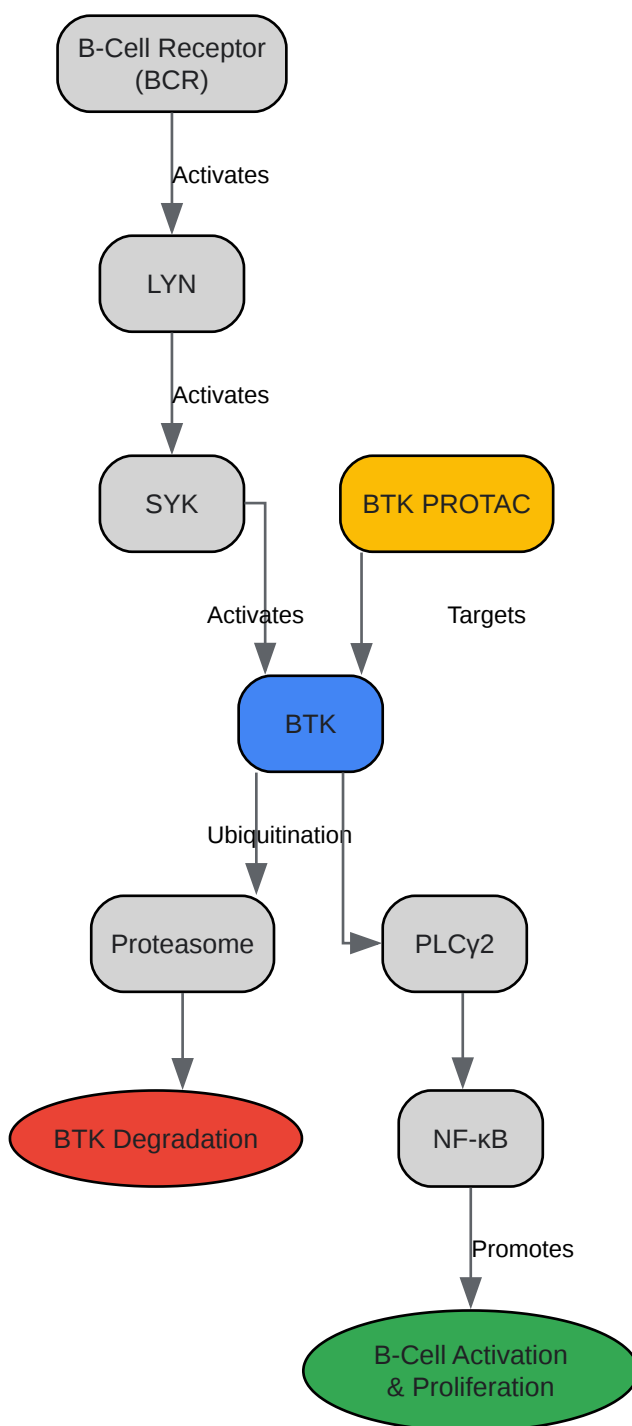 B-Cell Receptor
(BCR)
Activates
LYN
Activates
SYK
BTK PROTAC
Activates
Targets
BTK
Ubiquitination
Proteasome
PLCγ2
BTK Degradation
NF-κB
Promotes
B-Cell Activation
& Proliferation